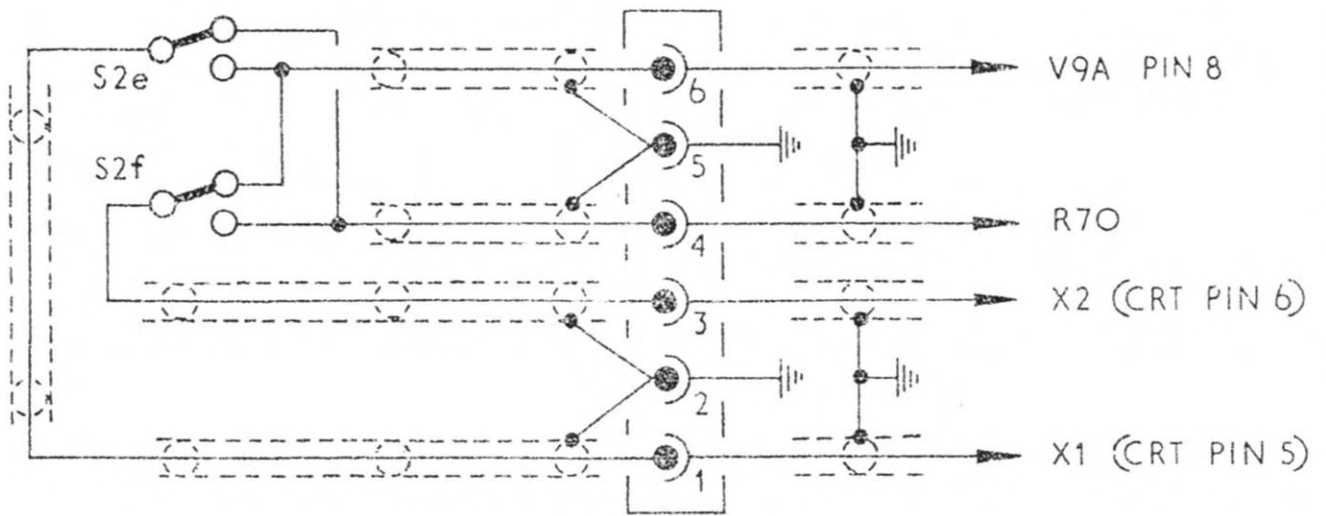 S2e
S2f
6
5
4
3
2
1
V9A PIN 8
R70
X2 (CRT PIN 6)
X1 (CRT PIN 5)